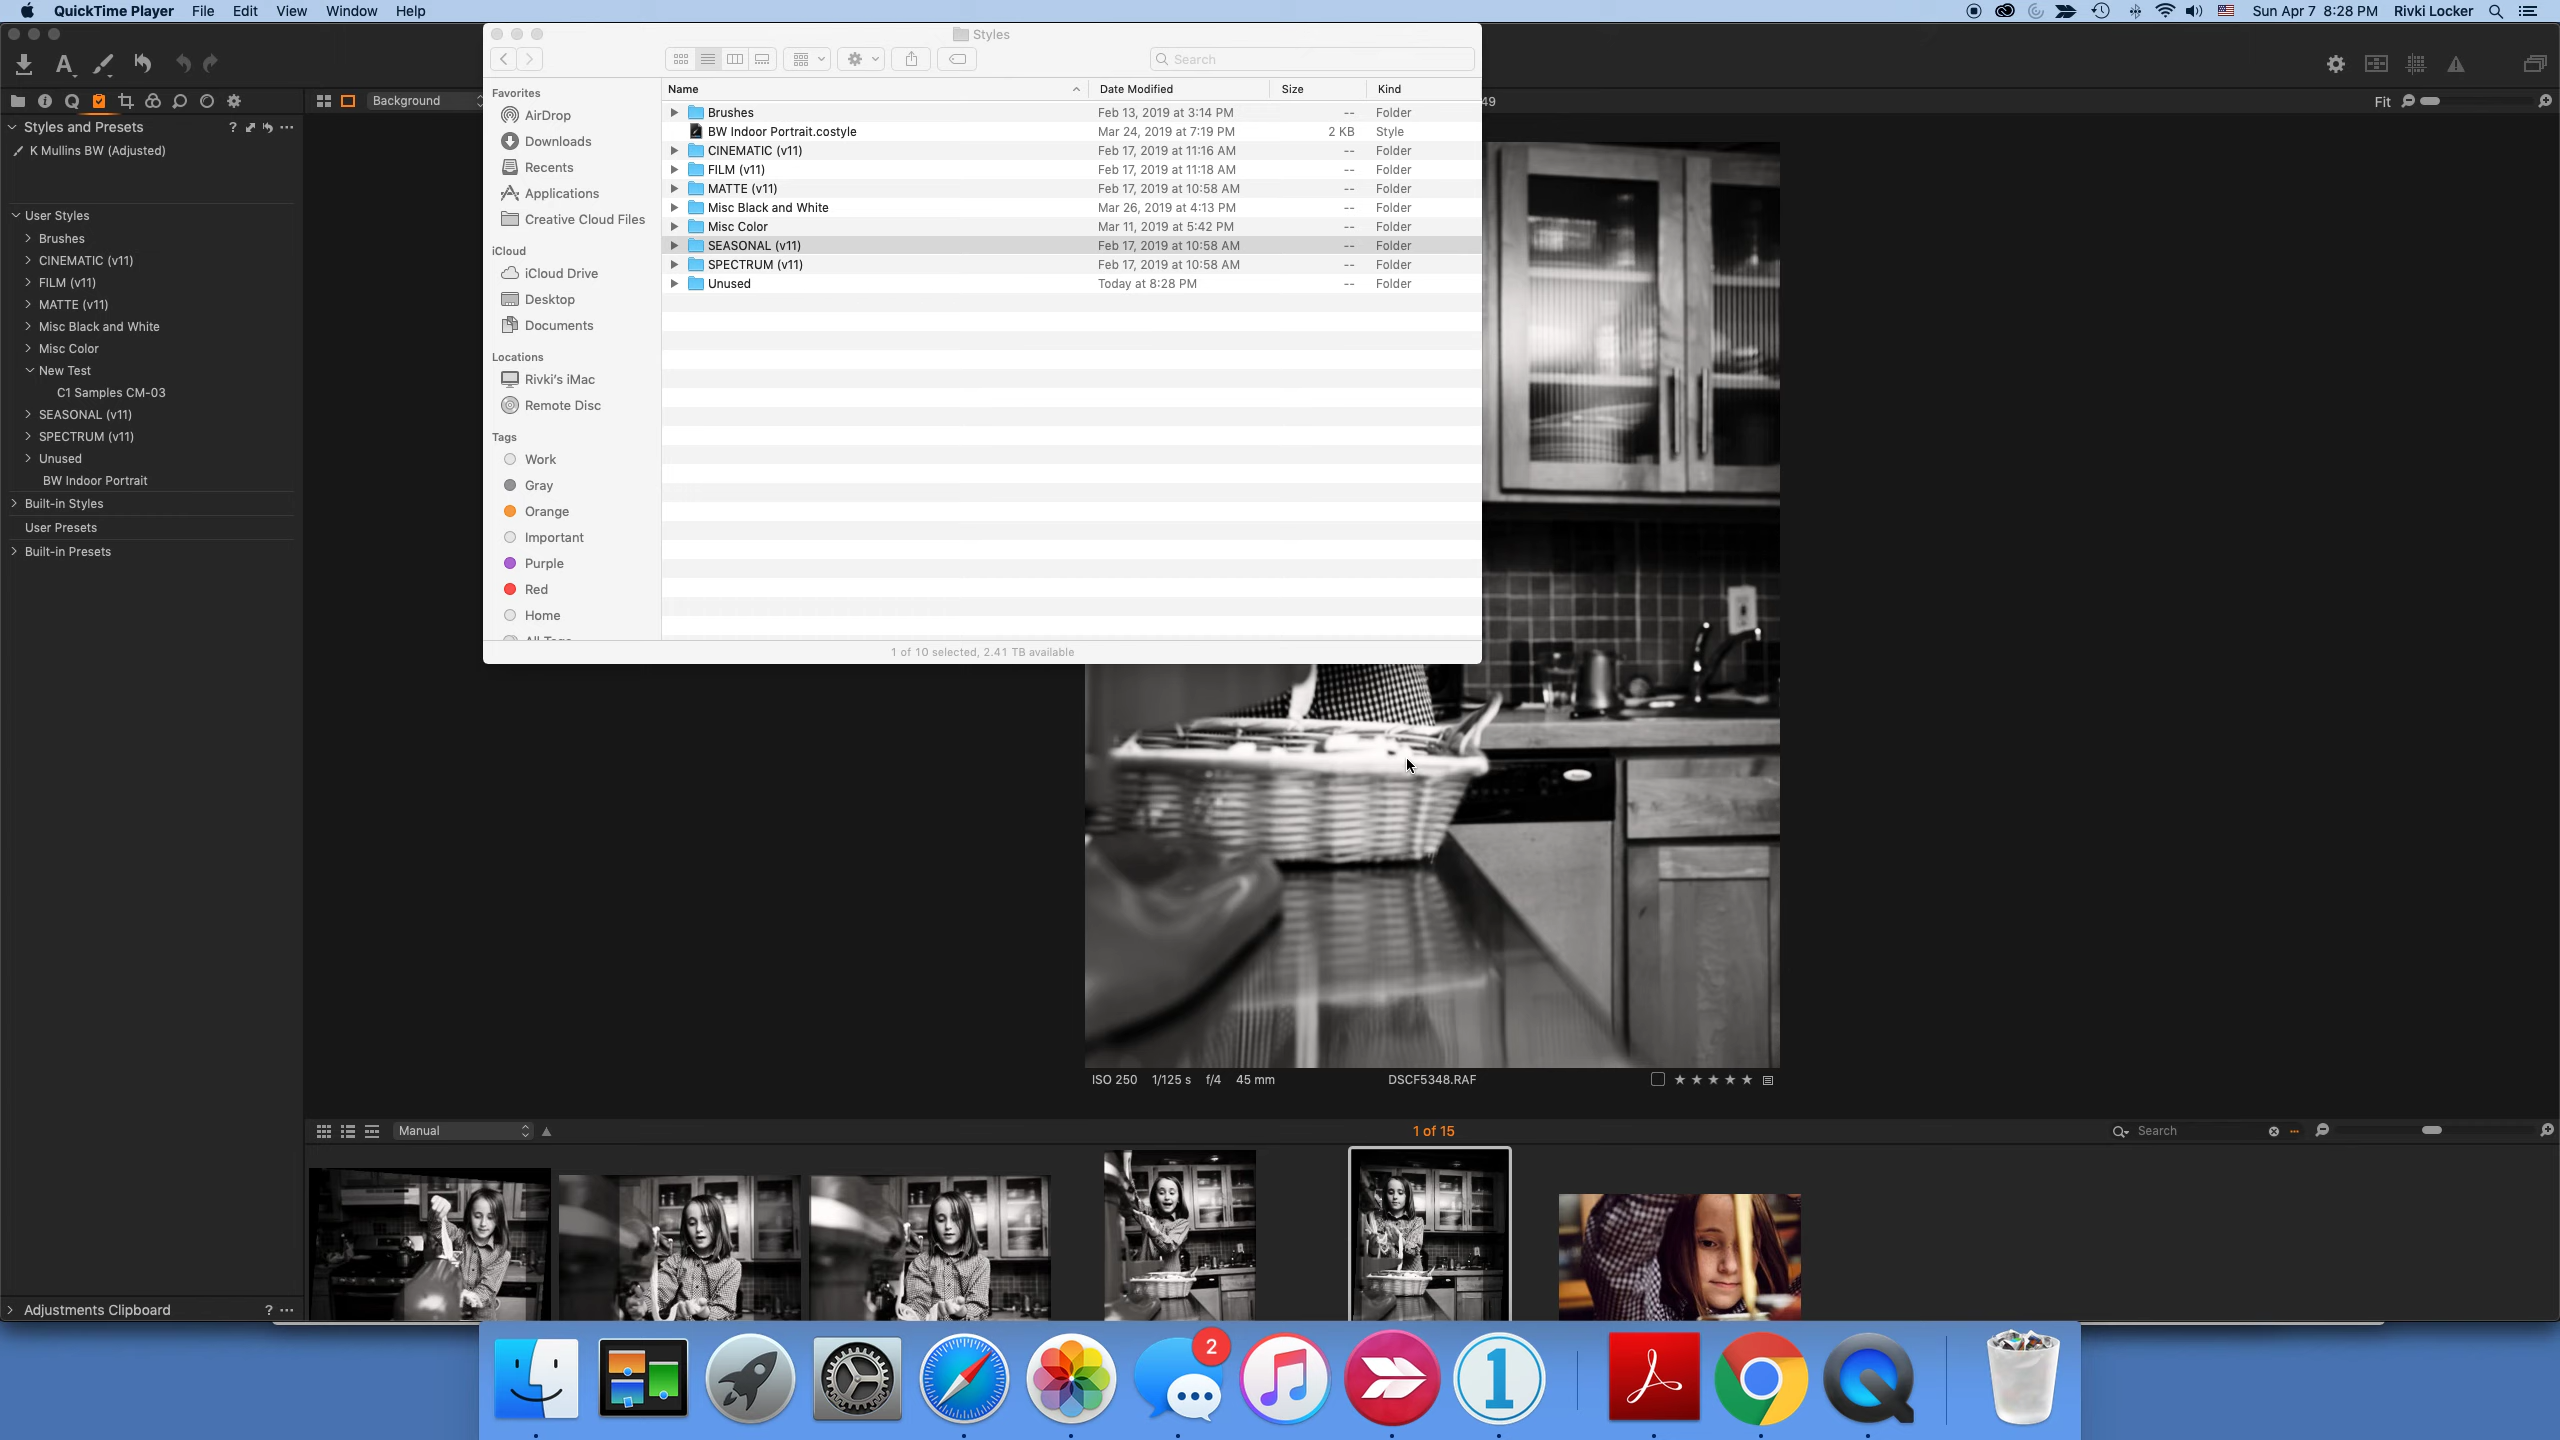 QuickTime Player File Edit View Window Help Sun Apr 7 8:28 PM Rivki Locker
Styles
Search
Background
49
Fit
Styles and Presets ?
K Mullins BW (Adjusted)
User Styles
Brushes
CINEMATIC (v11)
FILM (v11)
MATTE (v11)
Misc Black and White
Misc Color
New Test
C1 Samples CM-03
SEASONAL (v11)
SPECTRUM (v11)
Unused
BW Indoor Portrait
Built-in Styles
User Presets
Built-in Presets
Adjustments Clipboard ?
Favorites
AirDrop
Downloads
Recents
Applications
Creative Cloud Files
iCloud
iCloud Drive
Desktop
Documents
Locations
Rivki's iMac
Remote Disc
Tags
Work
Gray
Orange
Important
Purple
Red
Home
Name Date Modified Size Kind
Brushes Feb 13, 2019 at 3:14 PM -- Folder
BW Indoor Portrait.costyle Mar 24, 2019 at 7:19 PM 2 KB Style
CINEMATIC (v11) Feb 17, 2019 at 11:16 AM -- Folder
FILM (v11) Feb 17, 2019 at 11:18 AM -- Folder
MATTE (v11) Feb 17, 2019 at 10:58 AM -- Folder
Misc Black and White Mar 26, 2019 at 4:13 PM -- Folder
Misc Color Mar 11, 2019 at 5:42 PM -- Folder
SEASONAL (v11) Feb 17, 2019 at 10:58 AM -- Folder
SPECTRUM (v11) Feb 17, 2019 at 10:58 AM -- Folder
Unused Today at 8:28 PM -- Folder
1 of 10 selected, 2.41 TB available
ISO 250 1/125 s f/4 45 mm DSCF5348.RAF
Manual 1 of 15 Search
2
1